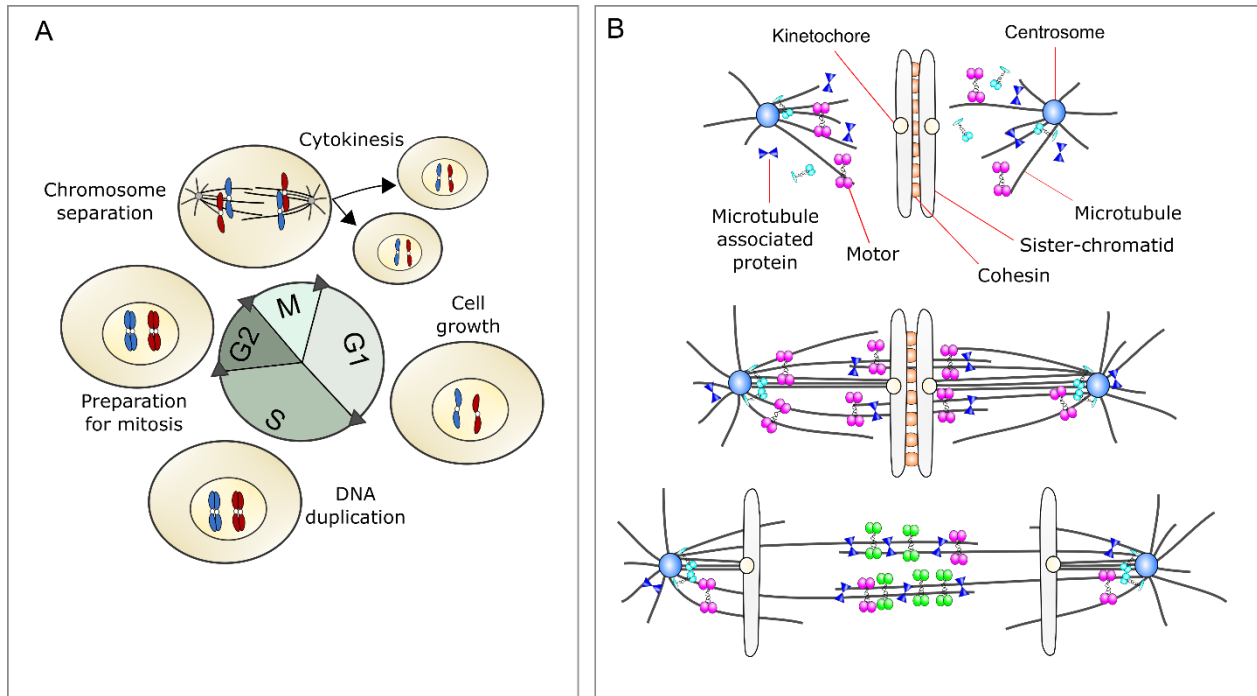 A
Cytokinesis
Chromosome
separation
M
G1
G2
S
Cell
growth
Preparation
for mitosis
DNA
duplication
B
Kinetochore
Centrosome
Microtubule
associated
protein
Motor
Microtubule
Sister-chromatid
Cohesin